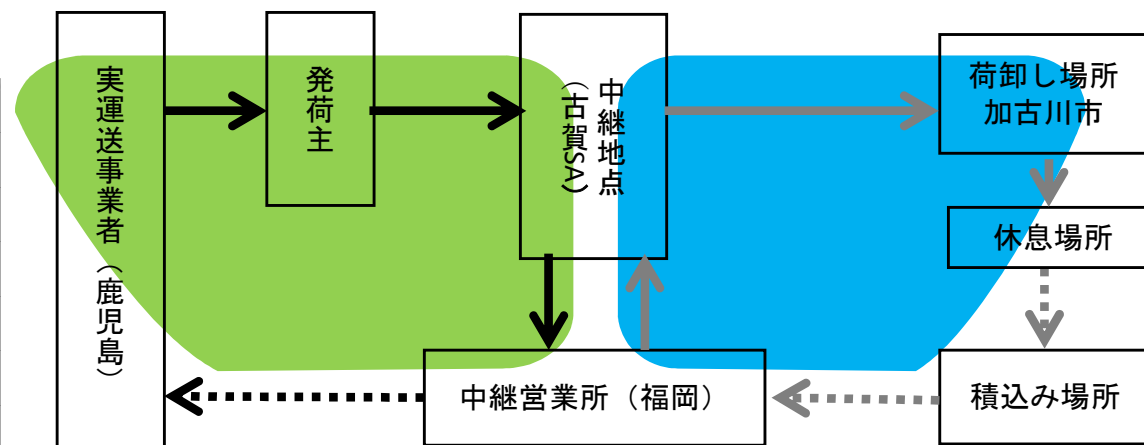 実運送事業者（鹿児島）
発荷主
中継地点
（古賀SA）
荷卸し場所
加古川市
休息場所
中継営業所（福岡）
積込み場所